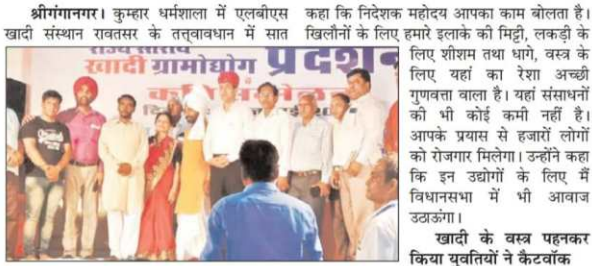 श्रीगंगानगर। कुम्हार धर्मशाला में एलबीएस
खादी संस्थान रावतसर के तत्त्वावधान में सात
राज्य स्तरीय
खादी ग्रामोद्योग प्रदर्शन
कहा कि निदेशक महोदय आपका काम बोलता है।
खिलौनों के लिए हमारे इलाके की मिट्टी, लकड़ी के
लिए शीशम तथा धागे, वस्त्र के
लिए यहां का रेशा अच्छी
गुणवत्ता वाला है। यहां संसाधनों
की भी कोई कमी नहीं है।
आपके प्रयास से हजारों लोगों
को रोजगार मिलेगा। उन्होंने कहा
कि इन उद्योगों के लिए मैं
विधानसभा में भी आवाज
उठाऊंगा।
खादी के वस्त्र पहनकर
किया युवतियों ने कैटवॉक